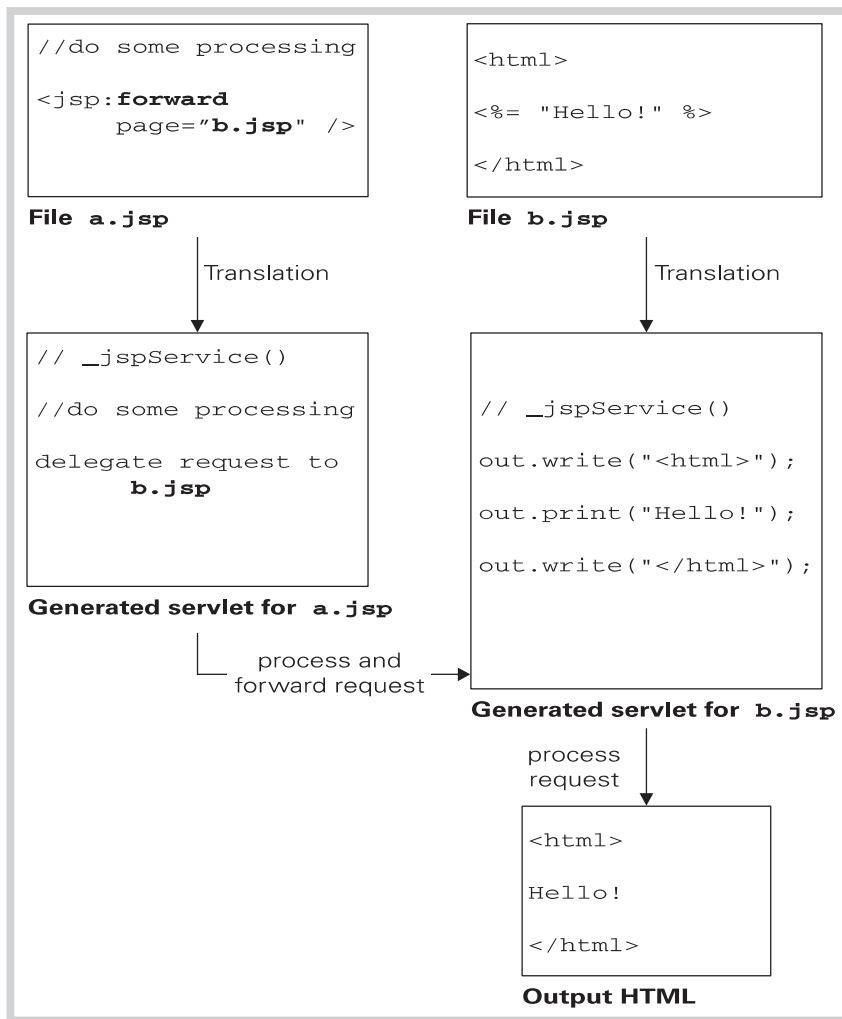 //do some processing
<jsp:forward
page="b.jsp" />
File a.jsp
<html>
<%= "Hello!" %>
</html>
File b.jsp
Translation
Translation
// _jspService()
//do some processing
delegate request to
b.jsp
Generated servlet for a.jsp
// _jspService()
out.write("<html>");
out.print("Hello!");
out.write("</html>");
Generated servlet for b.jsp
process and
forward request
process
request
<html>
Hello!
</html>
Output HTML